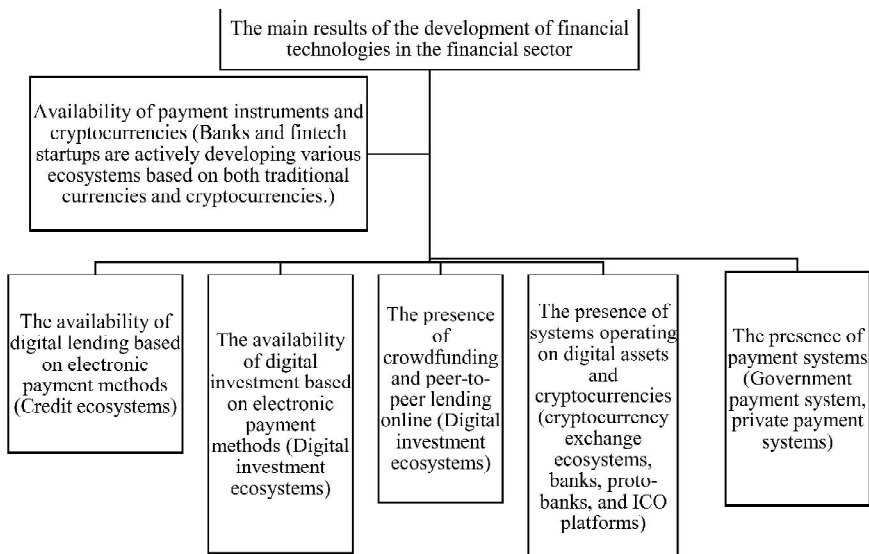 The main results of the development of financial
technologies in the financial sector
Availability of payment instruments and
cryptocurrencies (Banks and fintech
startups are actively developing various
ecosystems based on both traditional
currencies and cryptocurrencies.)
The availability of
digital lending based
on electronic
payment methods
(Credit ecosystems)
The availability
of digital
investment based
on electronic
payment
methods (Digital
investment
ecosystems)
The presence
of
crowdfunding
and peer-to-
peer lending
online (Digital
investment
ecosystems)
The presence of
systems operating
on digital assets
and
cryptocurrencies
(cryptocurrency
exchange
ecosystems,
banks, proto-
banks, and ICO
platforms)
The presence of
payment systems
(Government
payment system,
private payment
systems)